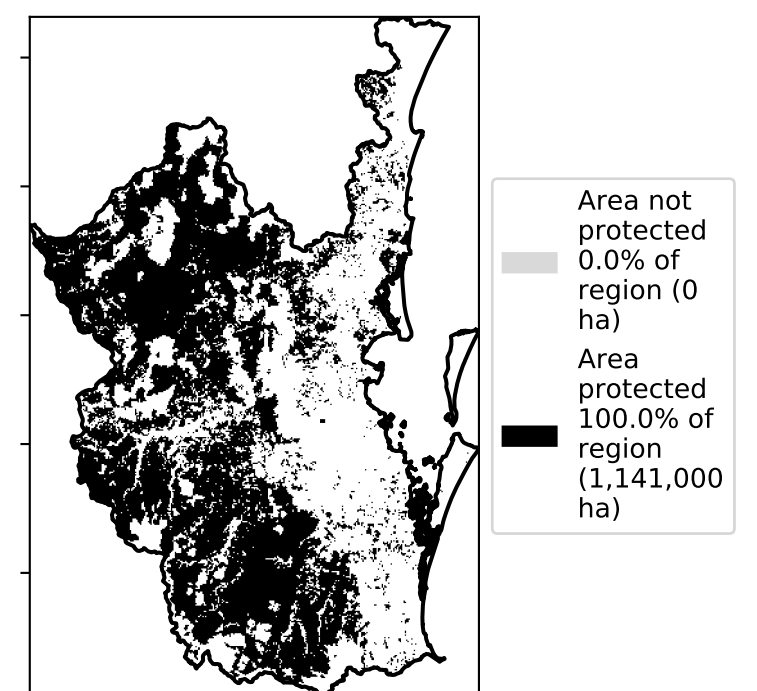 Area not
protected
0.0% of
region (0
ha)
Area
protected
100.0% of
region
(1,141,000
ha)